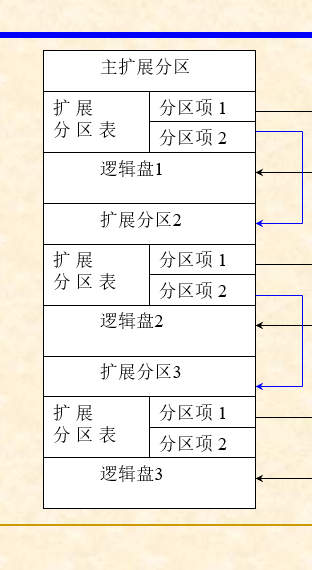 主扩展分区
扩 展
分 区 表
分区项 1
分区项 2
逻辑盘1
扩展分区2
扩 展
分 区 表
分区项 1
分区项 2
逻辑盘2
扩展分区3
扩 展
分 区 表
分区项 1
分区项 2
逻辑盘3